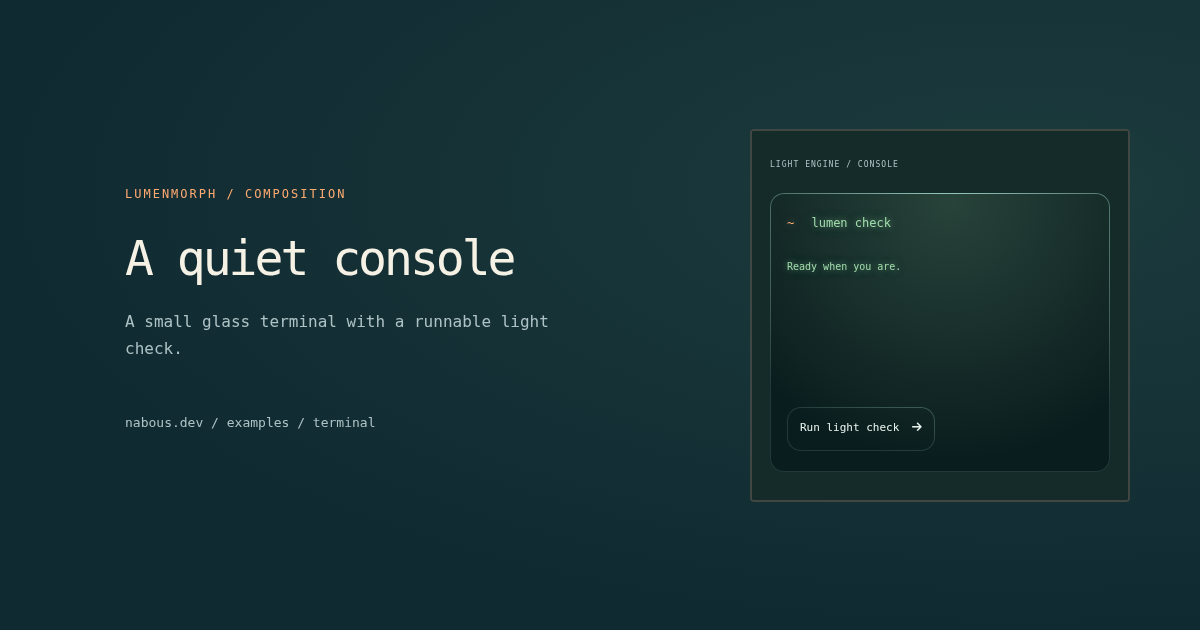 LUMENMORPH / COMPOSITION
A quiet console
A small glass terminal with a runnable light
check.
nabous.dev / examples / terminal
LIGHT ENGINE / CONSOLE
~ lumen check
Ready when you are.
Run light check →